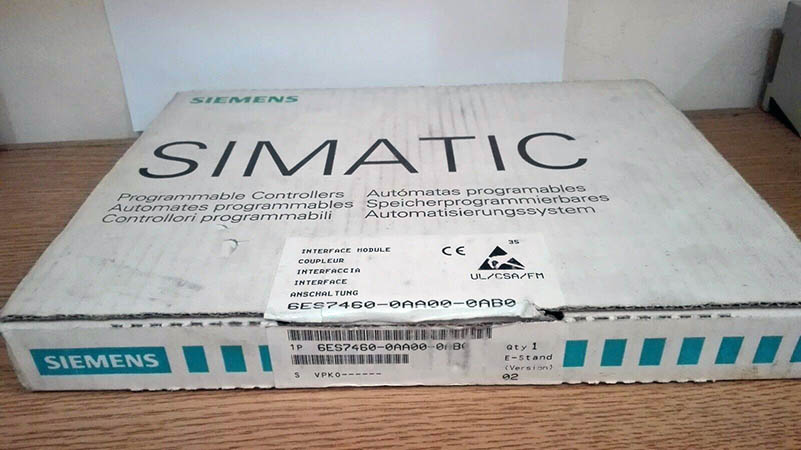 SIEMENS
SIMATIC
Programmable Controllers
Automates programmables
Controllori programmabili
Autómatas programables
Speicherprogrammierbares
Automatisierungssystem
INTERFACE MODULE
COUPLEUR
INTERFACCIA
INTERFACE
ANSCHALTUNG
CE
35
UL/CSA/FM
6ES7460-0AA00-0AB0
1P 6ES7460-0AA00-0AB0
S VPK0------
Qty 1
E-Stand
(Version)
02
SIEMENS